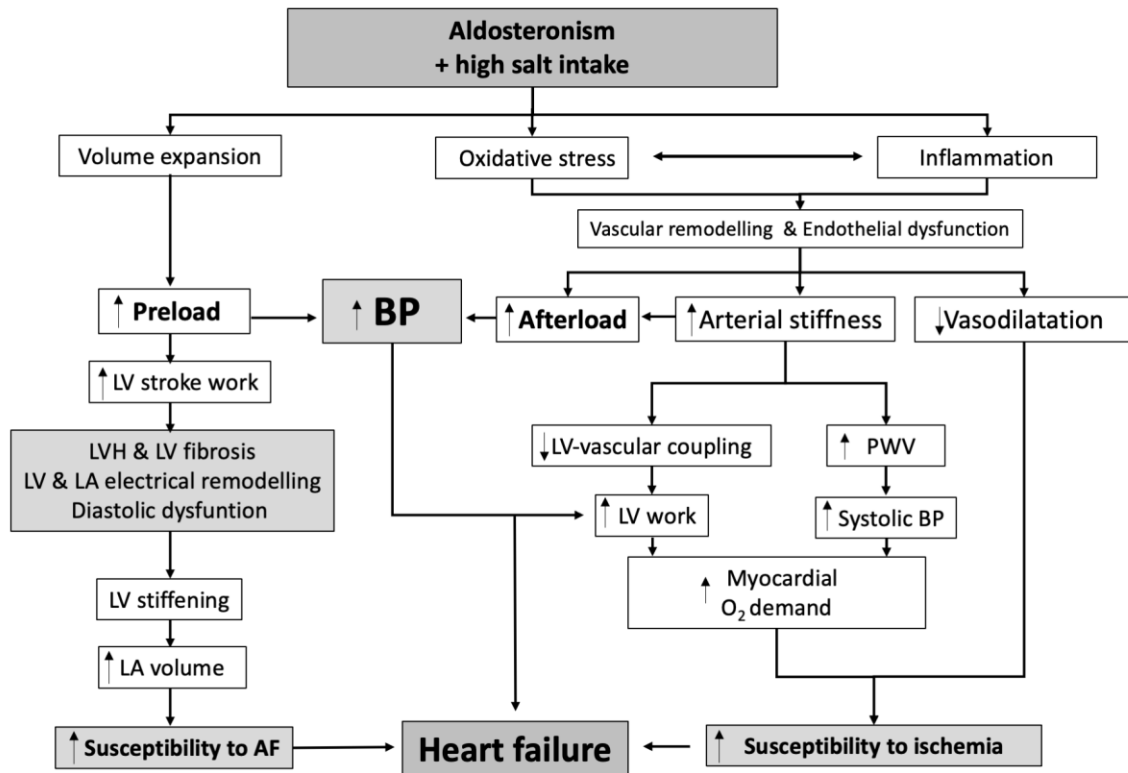 Aldosteronism
+ high salt intake
Volume expansion
Oxidative stress
Inflammation
Vascular remodelling & Endothelial dysfunction
↑ Preload
↑ BP
↑ Afterload
↑ Arterial stiffness
↓ Vasodilatation
↑ LV stroke work
LVH & LV fibrosis
LV & LA electrical remodelling
Diastolic dysfuntion
↓ LV-vascular coupling
↑ PWV
↑ LV work
↑ Systolic BP
↑ Myocardial
O₂ demand
LV stiffening
↑ LA volume
↑ Susceptibility to AF
Heart failure
↑ Susceptibility to ischemia